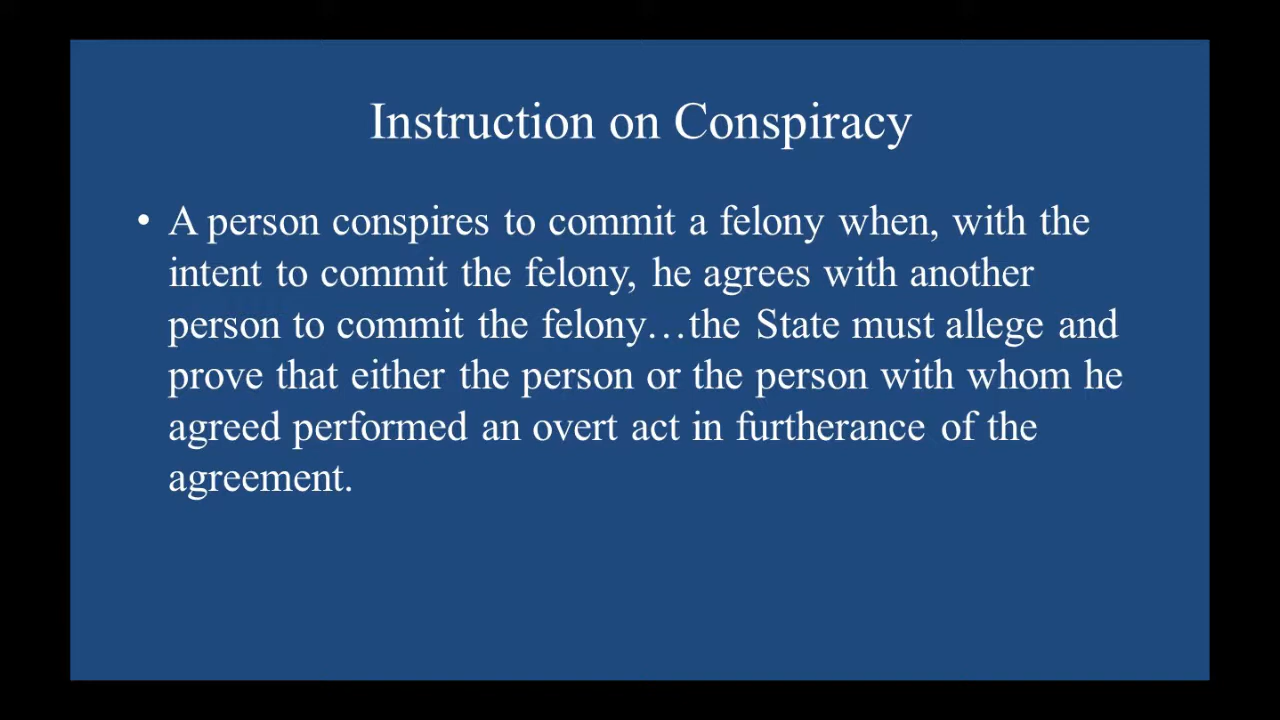 Instruction on Conspiracy
• A person conspires to commit a felony when, with the
intent to commit the felony, he agrees with another
person to commit the felony…the State must allege and
prove that either the person or the person with whom he
agreed performed an overt act in furtherance of the
agreement.